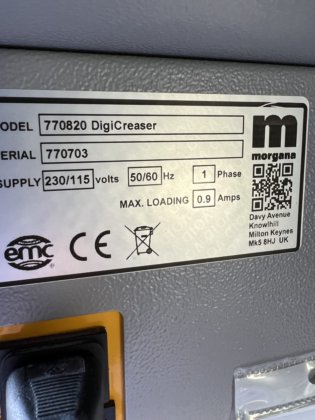 ODEL 770820 DigiCreaser
ERIAL 770703
SUPPLY 230/115 volts 50/60 Hz 1 Phase
MAX. LOADING 0.9 Amps
m
morgana
Davy Avenue
Knowlhill
Milton Keynes
Mk5 8HJ UK
emc
CE